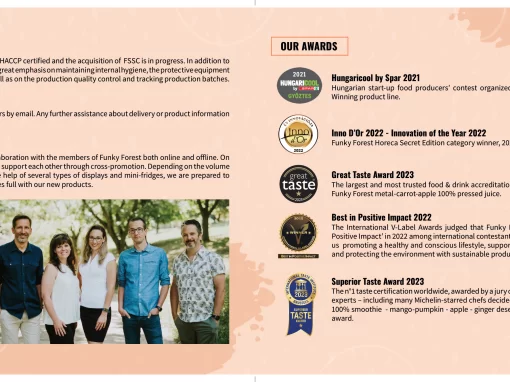 HACCP certified and the acquisition of FSSC is in progress. In addition to
great emphasis on maintaining internal hygiene, the protective equipment
ll as on the production quality control and tracking production batches.
rs by email. Any further assistance about delivery or product information
aboration with the members of Funky Forest both online and offline. On
support each other through cross-promotion. Depending on the volume
e help of several types of displays and mini-fridges, we are prepared to
es full with our new products.
OUR AWARDS
2021
HUNGARICOOL
by SPAR
GYŐZTES
Hungaricool by Spar 2021
Hungarian start-up food producers' contest organized
Winning product line.
Inno
d'Or
Inno D'Or 2022 - Innovation of the Year 2022
Funky Forest Horeca Secret Edition category winner, 202
great
taste
Great Taste Award 2023
The largest and most trusted food & drink accreditatio
Funky Forest metal-carrot-apple 100% pressed juice.
WINNER
Best in Positive Impact 2022
The International V-Label Awards judged that Funky
Positive Impact' in 2022 among international contestant
us promoting a healthy and conscious lifestyle, suppor
and protecting the environment with sustainable produ
2023
SUPERIOR
TASTE
AWARD
Superior Taste Award 2023
The n°1 taste certification worldwide, awarded by a jury o
experts – including many Michelin-starred chefs decided
100% smoothie - mango-pumpkin - apple - ginger dese
award.